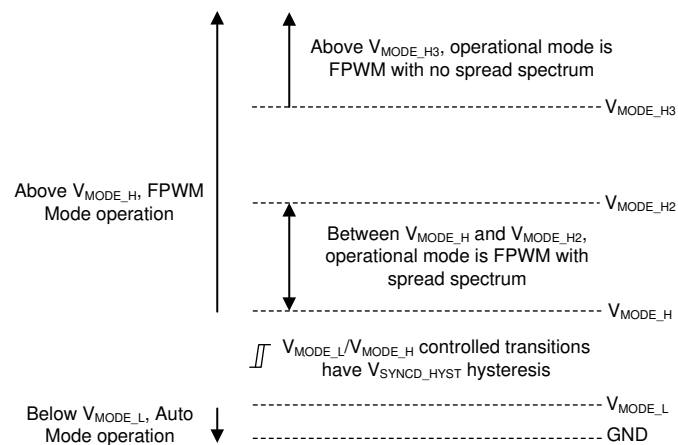 Above V_MODE_H3, operational mode is
FPWM with no spread spectrum
V_MODE_H3
Above V_MODE_H, FPWM
Mode operation
V_MODE_H2
Between V_MODE_H and V_MODE_H2,
operational mode is FPWM with
spread spectrum
V_MODE_H
V_MODE_L/V_MODE_H controlled transitions
have V_SYNCD_HYST hysteresis
V_MODE_L
Below V_MODE_L, Auto
Mode operation
GND